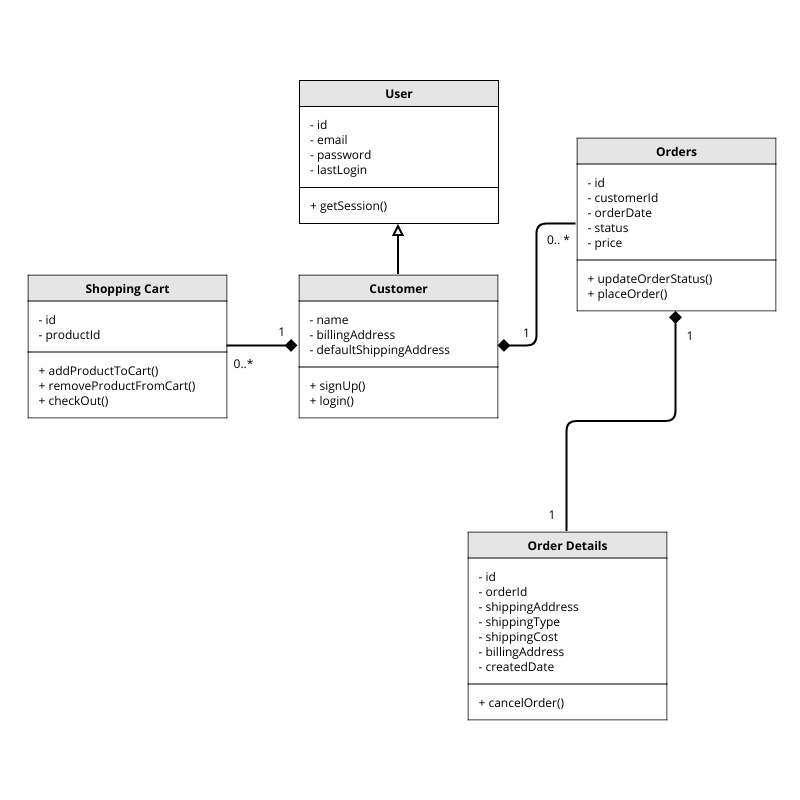 User
- id
- email
- password
- lastLogin
+ getSession()
Orders
- id
- customerId
- orderDate
- status
- price
+ updateOrderStatus()
+ placeOrder()
0.. *
1
1
Shopping Cart
- id
- productId
+ addProductToCart()
+ removeProductFromCart()
+ checkOut()
1
0..*
Customer
- name
- billingAddress
- defaultShippingAddress
+ signUp()
+ login()
1
Order Details
- id
- orderId
- shippingAddress
- shippingType
- shippingCost
- billingAddress
- createdDate
+ cancelOrder()